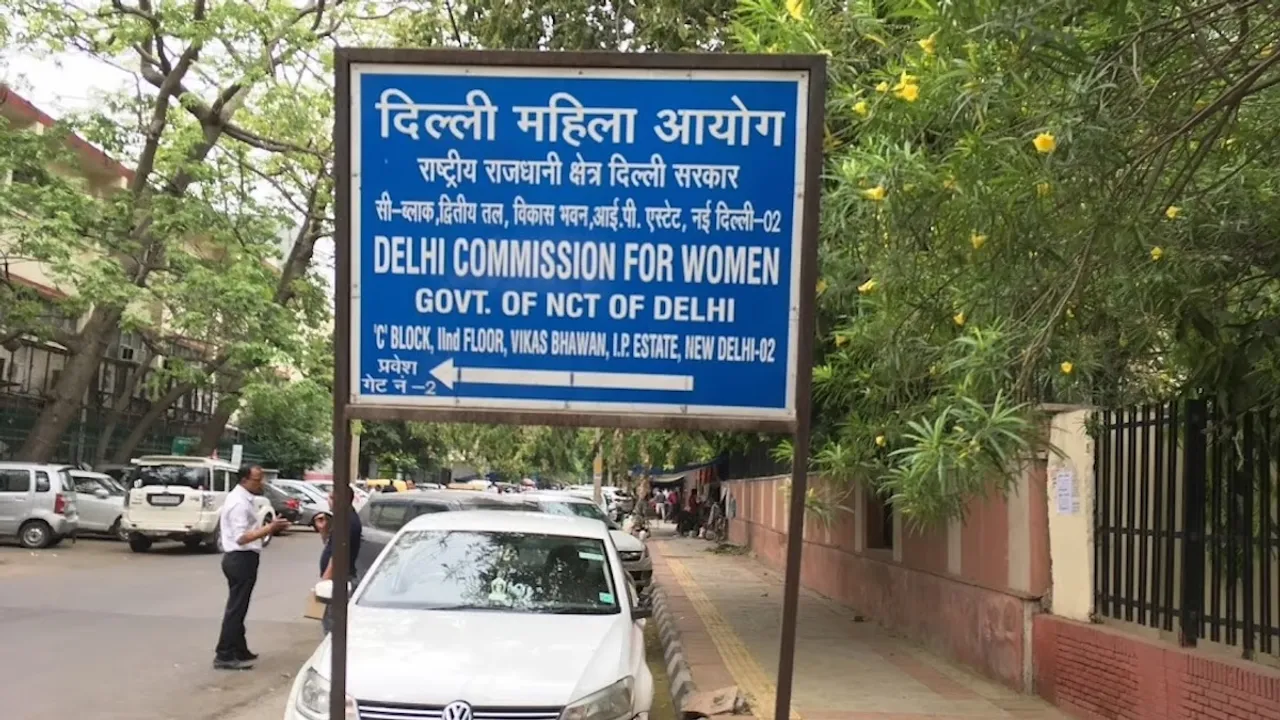 दिल्ली महिला आयोग
राष्ट्रीय राजधानी क्षेत्र दिल्ली सरकार
सी-ब्लाक,द्वितीय तल, विकास भवन,आई.पी. एस्टेट, नई दिल्ली-02
DELHI COMMISSION FOR WOMEN
GOVT. OF NCT OF DELHI
'C' BLOCK, IInd FLOOR, VIKAS BHAWAN, I.P. ESTATE, NEW DELHI-02
प्रवेश
गेट नं -2